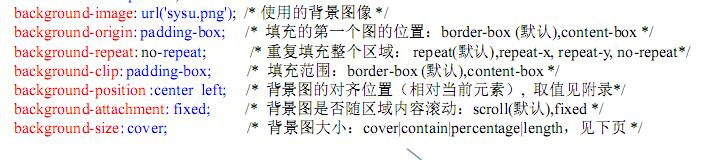 background-image: url('sysu.png'); /* 使用的背景图像 */
background-origin: padding-box; /* 填充的第一个图的位置：border-box (默认),content-box */
background-repeat: no-repeat; /* 重复填充整个区域： repeat(默认),repeat-x, repeat-y, no-repeat*/
background-clip: padding-box; /* 填充范围：border-box (默认),content-box */
background-position :center left; /* 背景图的对齐位置（相对当前元素）, 取值见附录*/
background-attachment: fixed; /* 背景图是否随区域内容滚动：scroll(默认),fixed */
background-size: cover; /* 背景图大小：cover|contain|percentage|length，见下页 */